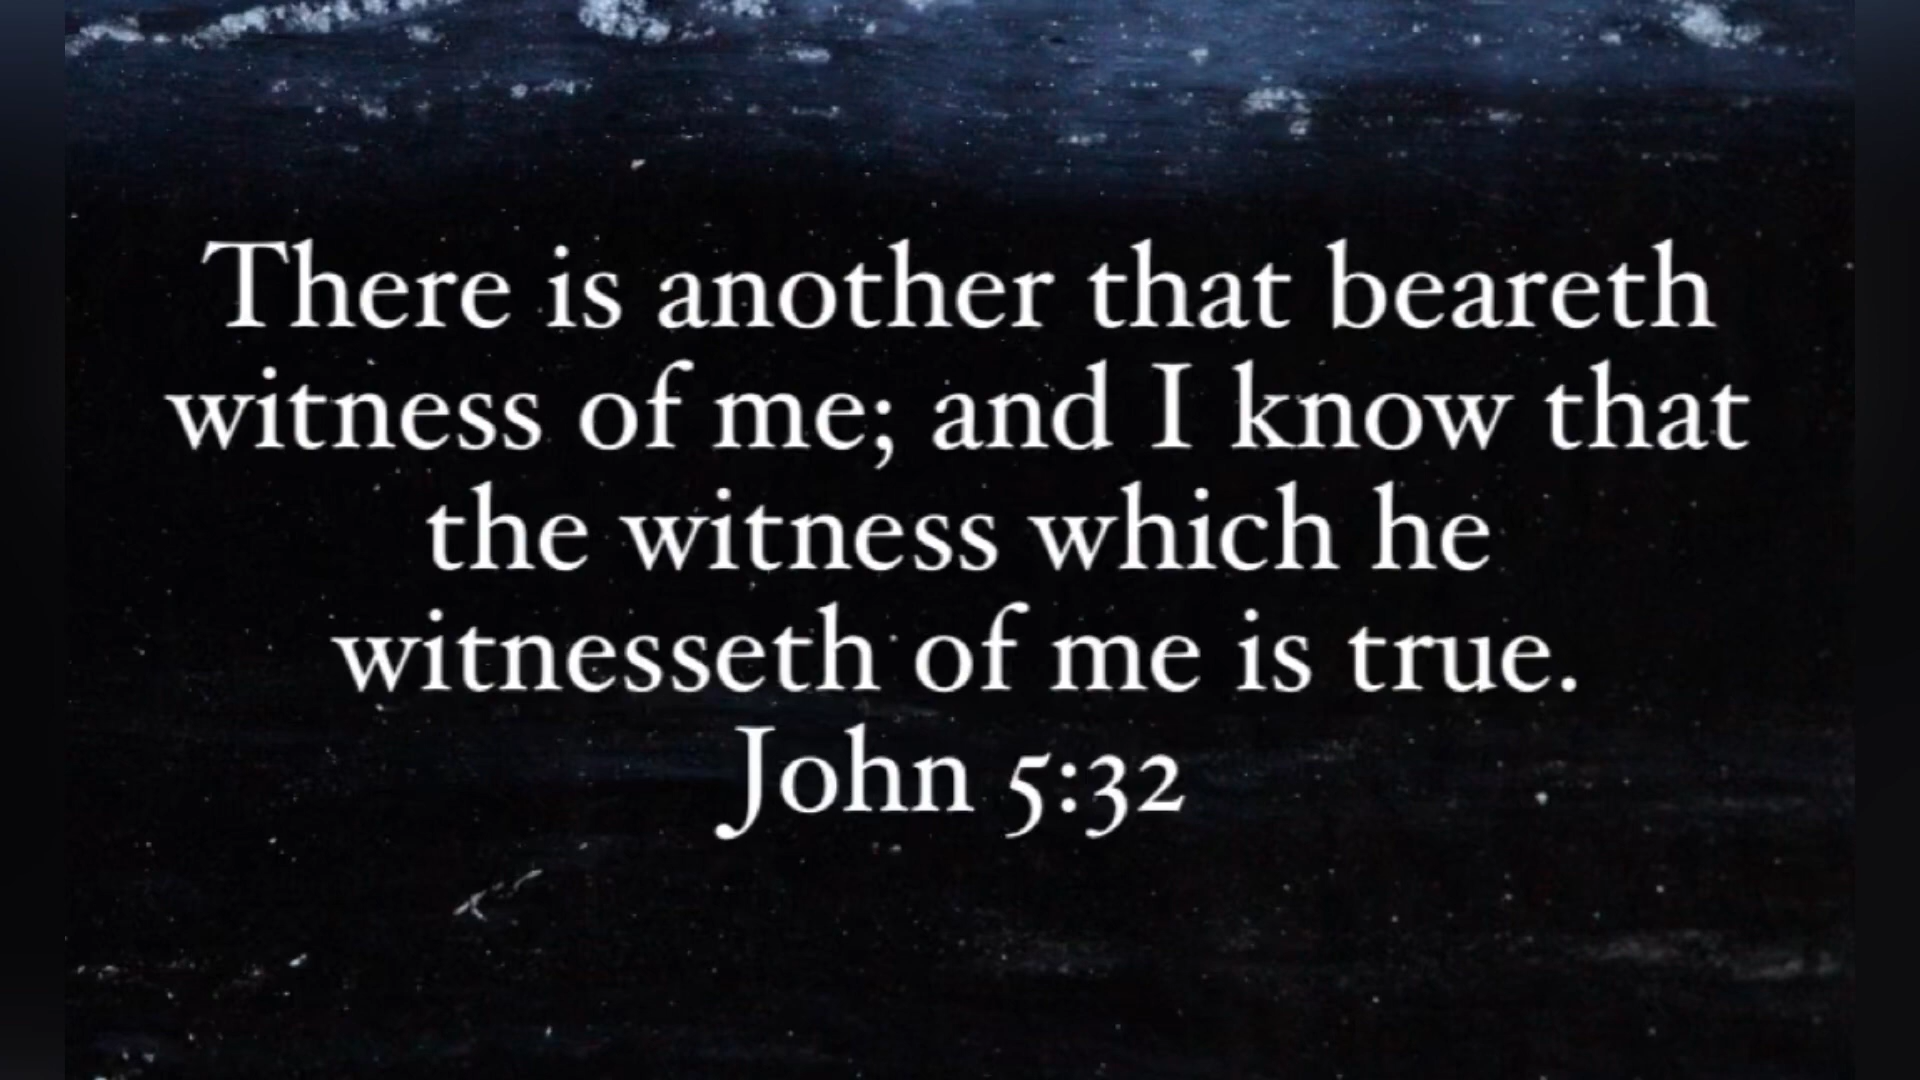 There is another that beareth
witness of me; and I know that
the witness which he
witnesseth of me is true.
John 5:32